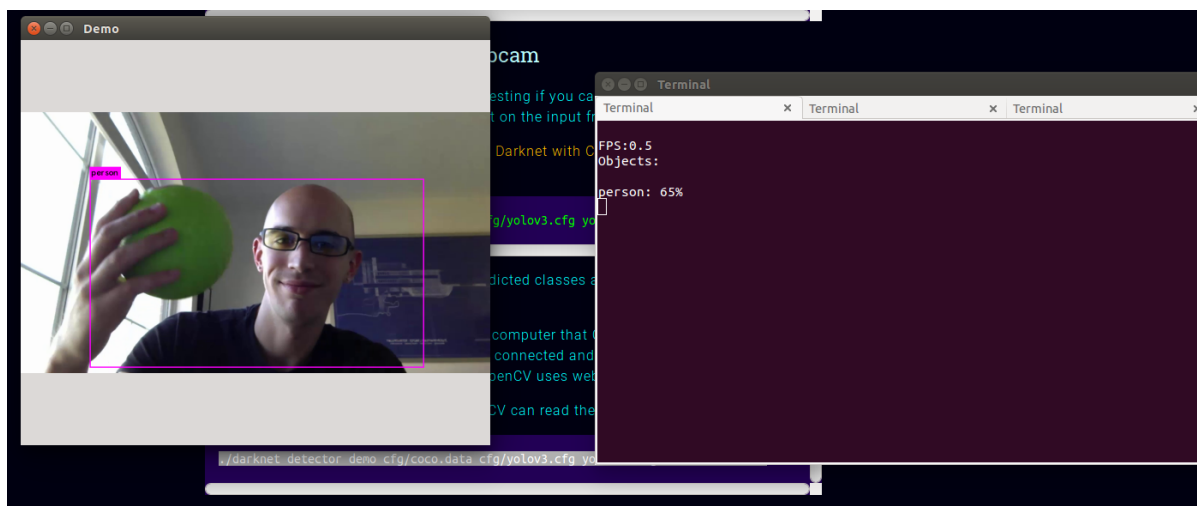 Demo
person
bcam
esting if you ca
t on the input fr
Darknet with C
fg/yolov3.cfg yo
dicted classes a
computer that
connected and
penCV uses web
CV can read the
./darknet detector demo cfg/coco.data cfg/yolov3.cfg yo
Terminal
Terminal
Terminal
Terminal
FPS:0.5
Objects:
person: 65%